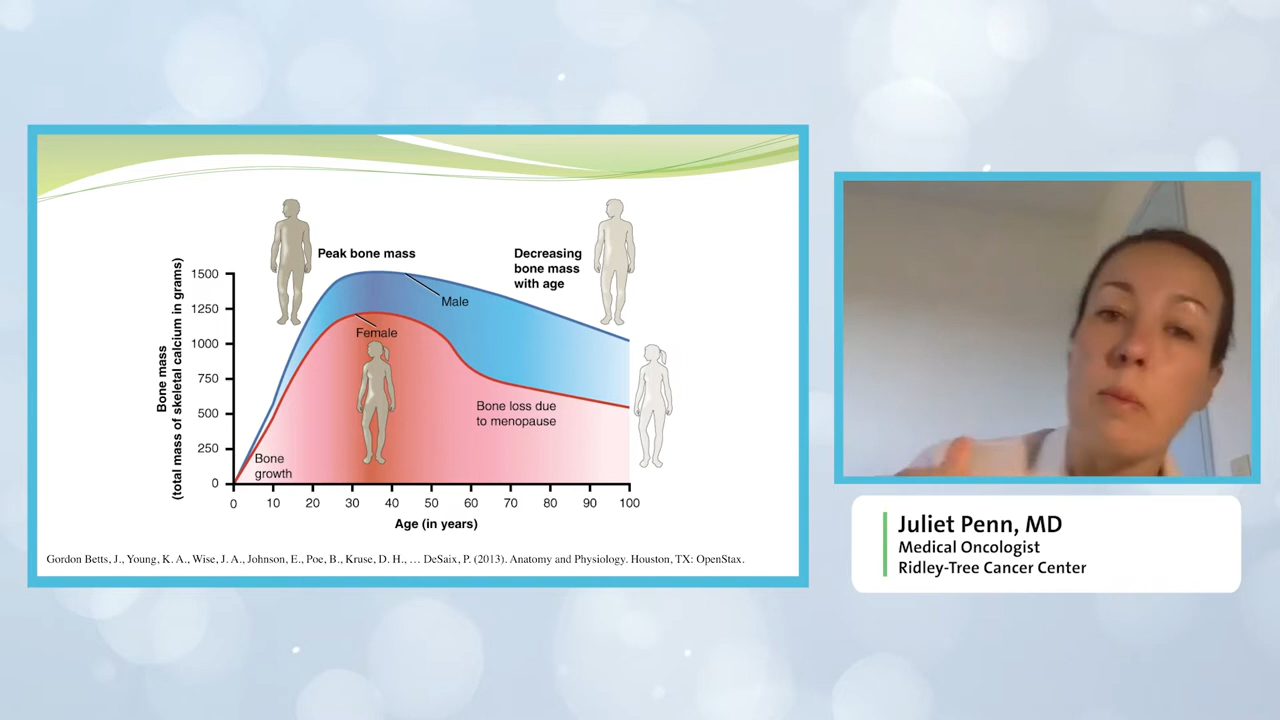 Peak bone mass
Decreasing
bone mass
with age
Male
Female
Bone loss due
to menopause
Bone
growth
Bone mass
(total mass of skeletal calcium in grams)
1500
1250
1000
750
500
250
0
0 10 20 30 40 50 60 70 80 90 100
Age (in years)
Gordon Betts, J., Young, K. A., Wise, J. A., Johnson, E., Poe, B., Kruse, D. H., … DeSaix, P. (2013). Anatomy and Physiology. Houston, TX: OpenStax.
Juliet Penn, MD
Medical Oncologist
Ridley-Tree Cancer Center